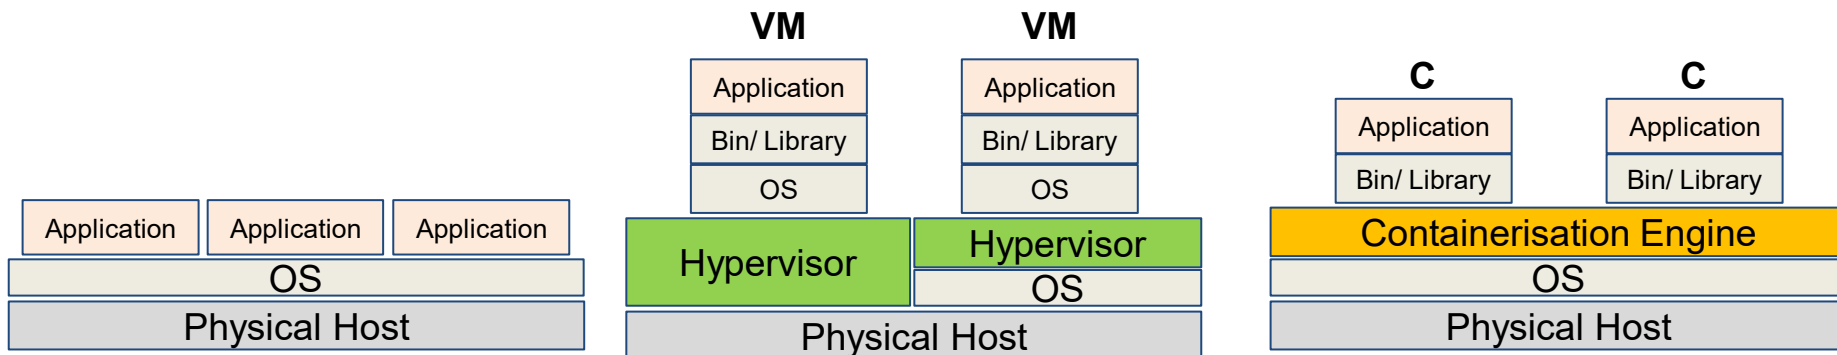 Application
Application
Application
OS
Physical Host
VM
VM
Application
Bin/ Library
OS
Application
Bin/ Library
OS
Hypervisor
Hypervisor
OS
Physical Host
C
C
Application
Bin/ Library
Application
Bin/ Library
Containerisation Engine
OS
Physical Host